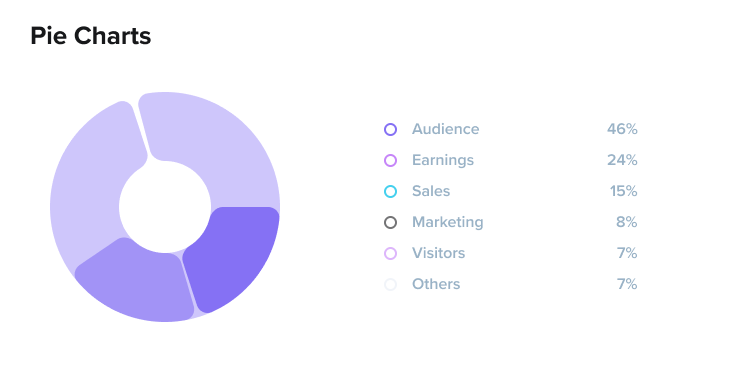 Pie Charts
Audience 46%
Earnings 24%
Sales 15%
Marketing 8%
Visitors 7%
Others 7%